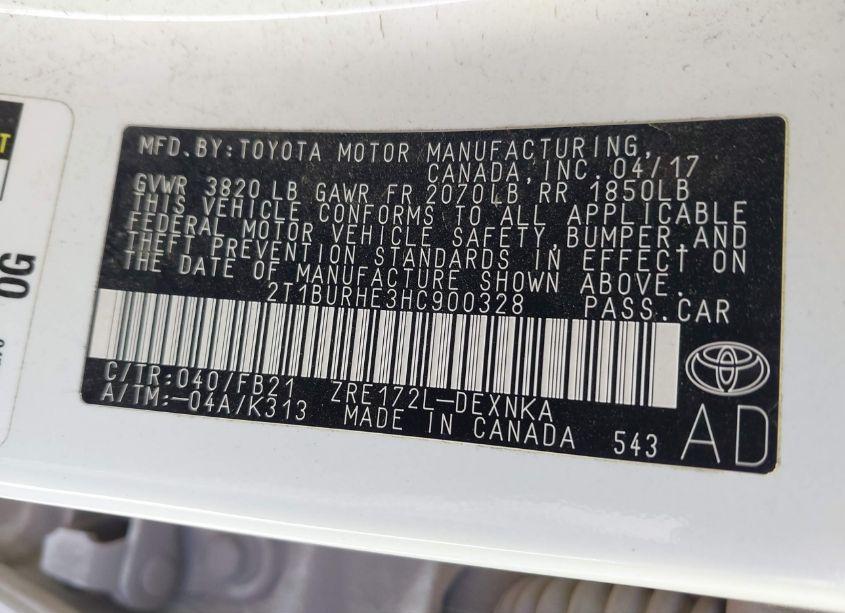 T
0G
MFD.BY:TOYOTA MOTOR MANUFACTURING,
CANADA,INC. 04/17
GVWR 3820 LB GAWR FR 2070LB RR 1850LB
THIS VEHICLE CONFORMS TO ALL APPLICABLE
FEDERAL MOTOR VEHICLE SAFETY,BUMPER,AND
THEFT PREVENTION STANDARDS IN EFFECT ON
THE DATE OF MANUFACTURE SHOWN ABOVE.
2T1BURHE3HC900328 PASS.CAR
C/TR:040/FB21 ZRE172L-DEXNKA
A/TM:-04A/K313 MADE IN CANADA 543 AD